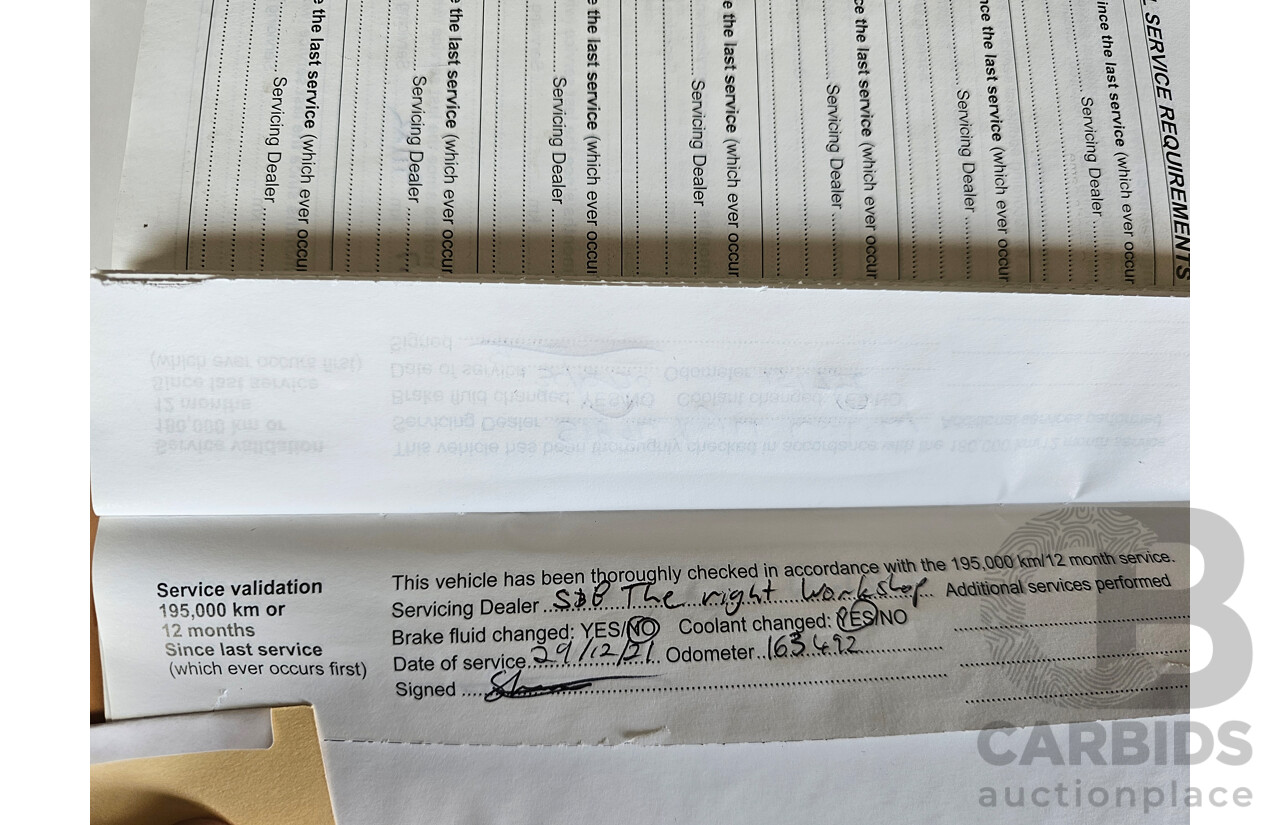 L SERVICE REQUIREMENTS
ince the last service (which ever occur
Servicing Dealer
nce the last service (which ever occur
Servicing Dealer
ce the last service (which ever occur
Servicing Dealer
e the last service (which ever occur
Servicing Dealer
e the last service (which ever occur
Servicing Dealer
e the last service (which ever occur
Servicing Dealer
e the last service (which ever occu
Servicing Dealer
Service validation
195,000 km or
12 months
Since last service
(which ever occurs first)
This vehicle has been thoroughly checked in accordance with the 195,000 km/12 month service.
Servicing Dealer The right Workshop Additional services performed
Brake fluid changed: YES/NO Coolant changed: YES/NO
Date of service 29/12/21 Odometer 163492
Signed
CARBIDS
auctionplace